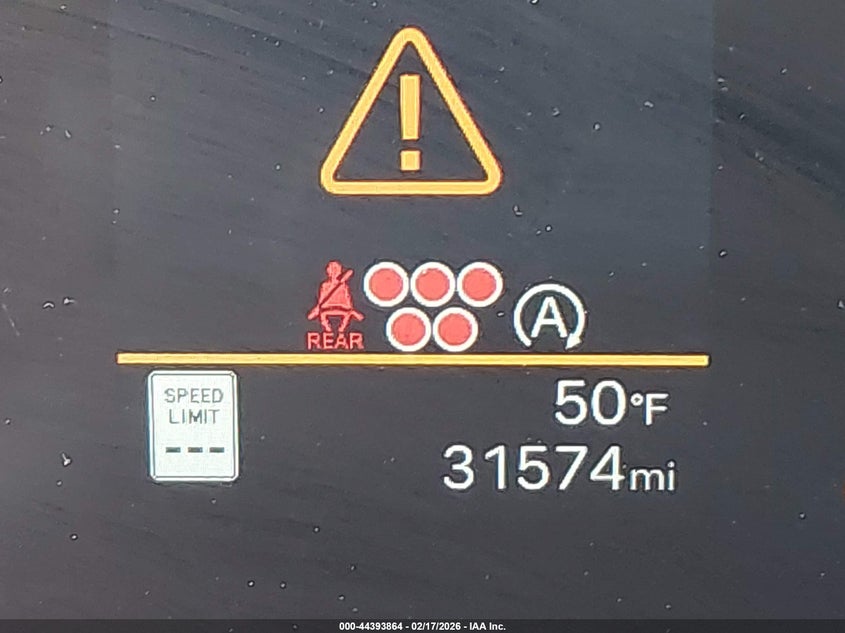 REAR
A
SPEED
LIMIT
---
50°F
31574mi
000-44393864 - 02/17/2026 - IAA Inc.